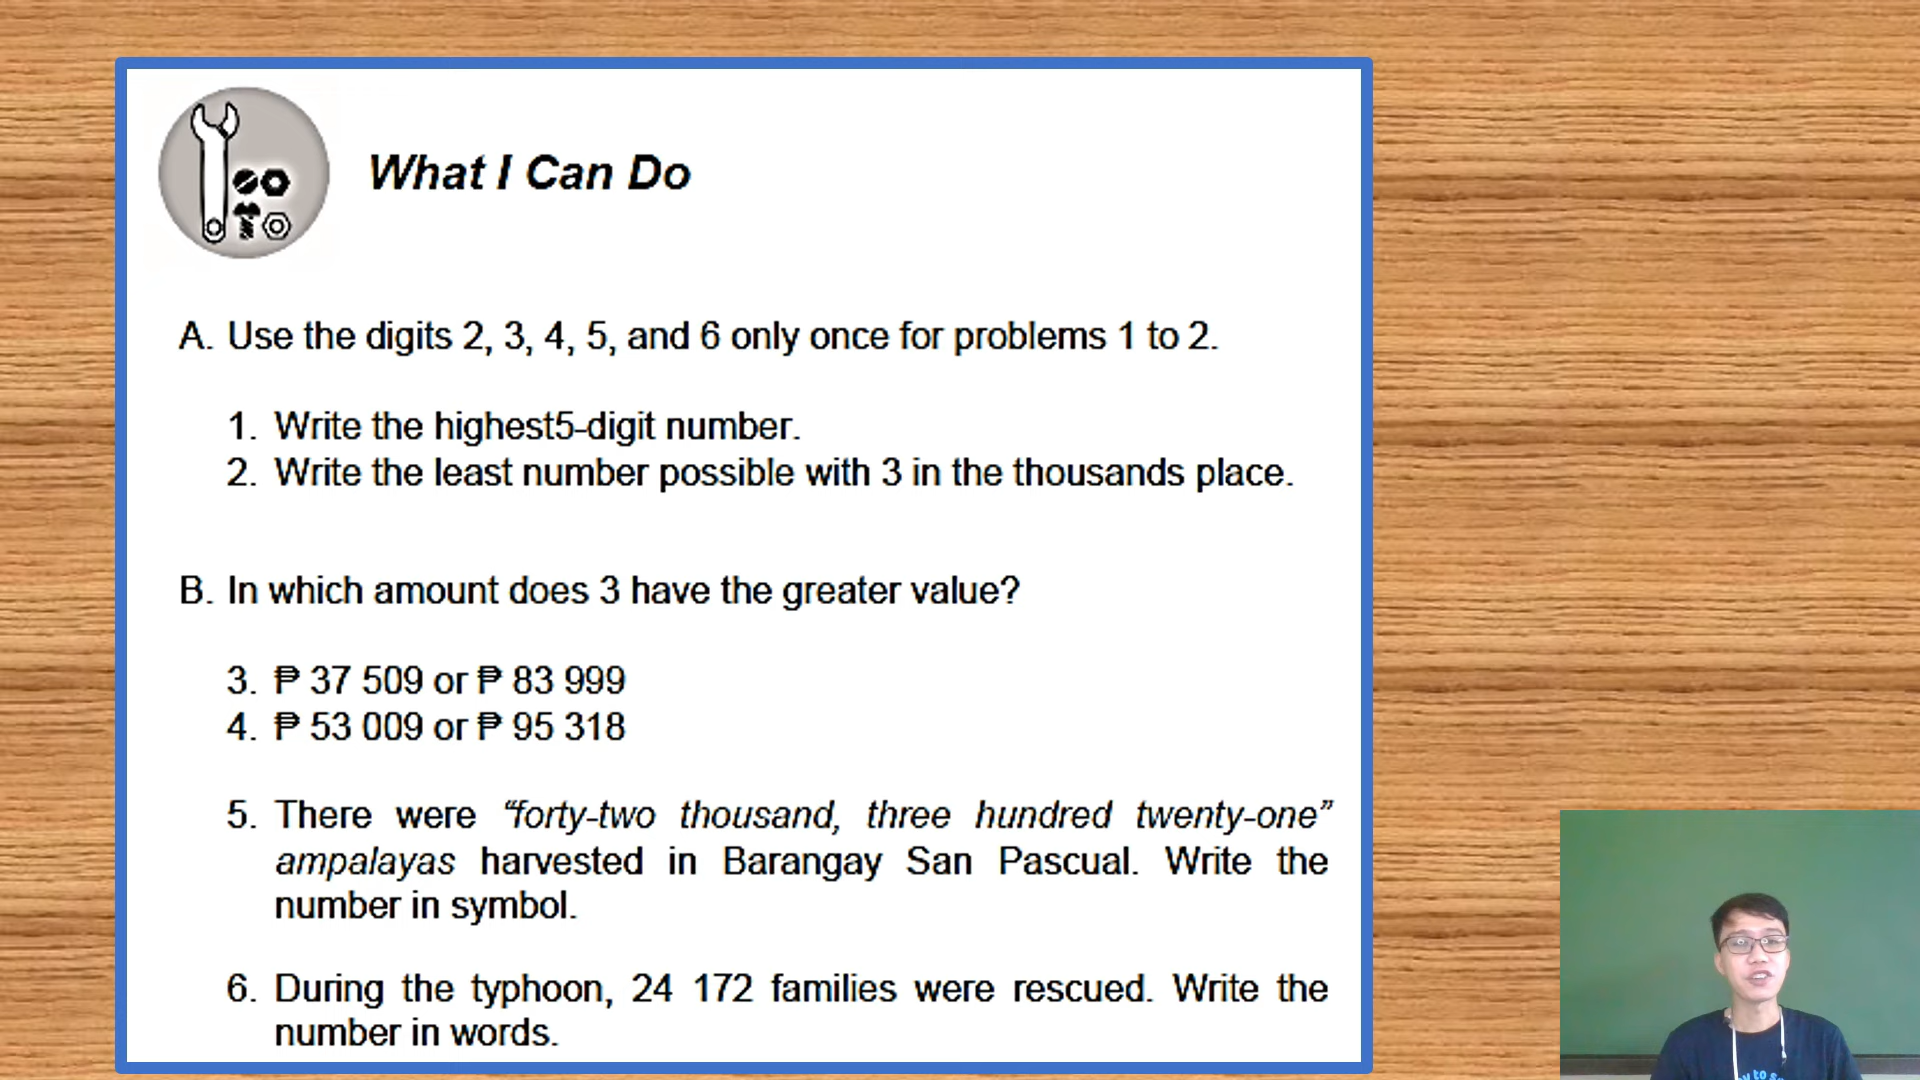 What I Can Do
A. Use the digits 2, 3, 4, 5, and 6 only once for problems 1 to 2.
1. Write the highest5-digit number.
2. Write the least number possible with 3 in the thousands place.
B. In which amount does 3 have the greater value?
3. ₱ 37 509 or ₱ 83 999
4. ₱ 53 009 or ₱ 95 318
5. There were “forty-two thousand, three hundred twenty-one”
ampalayas harvested in Barangay San Pascual. Write the
number in symbol.
6. During the typhoon, 24 172 families were rescued. Write the
number in words.